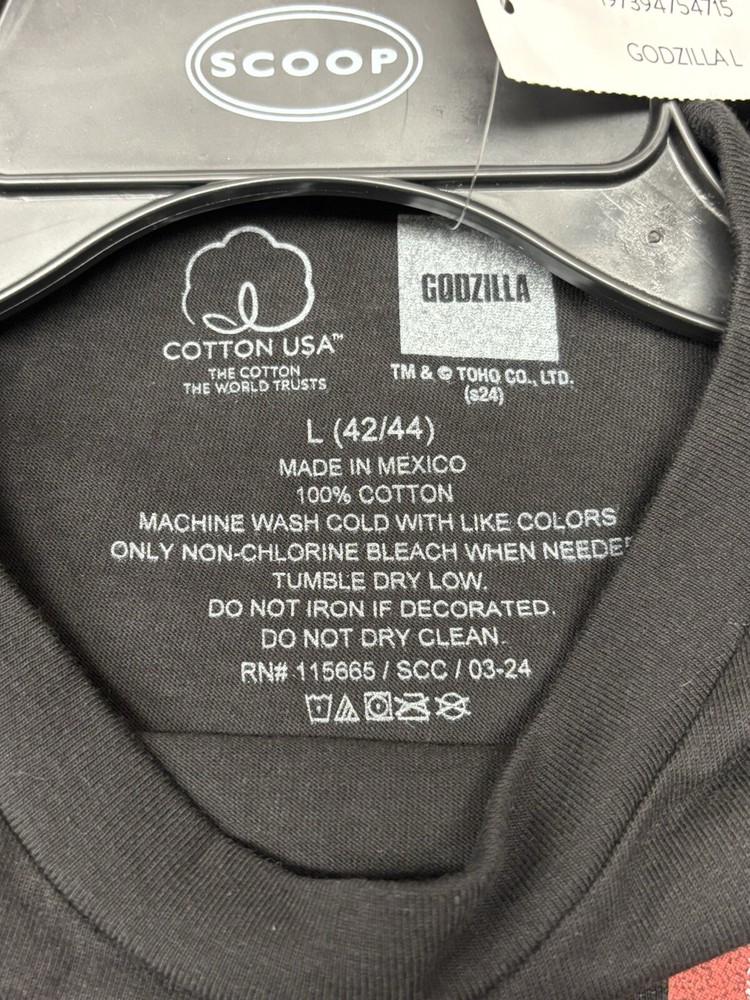 SCOOP
197394754715
GODZILLA L
COTTON USA™
THE COTTON
THE WORLD TRUSTS
GODZILLA
TM & © TOHO CO., LTD.
(s24)
L (42/44)
MADE IN MEXICO
100% COTTON
MACHINE WASH COLD WITH LIKE COLORS
ONLY NON-CHLORINE BLEACH WHEN NEEDE
TUMBLE DRY LOW.
DO NOT IRON IF DECORATED.
DO NOT DRY CLEAN.
RN# 115665 / SCC / 03-24